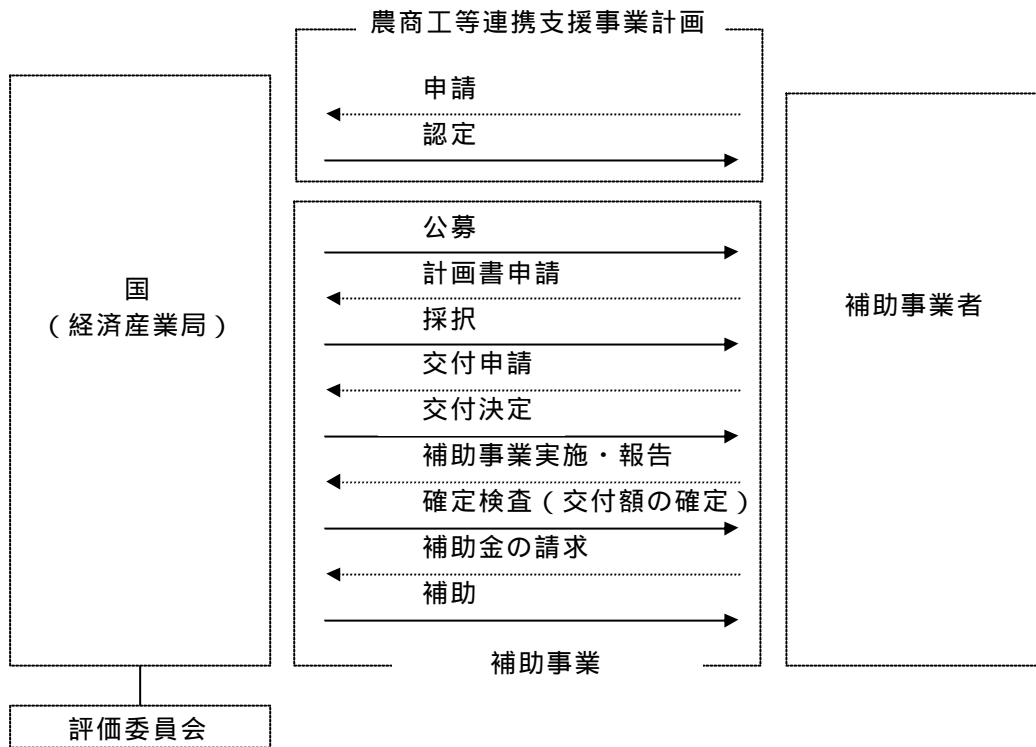 農商工等連携支援事業計画
申請
認定
公募
計画書申請
採択
交付申請
交付決定
補助事業実施・報告
確定検査（交付額の確定）
補助金の請求
補助
補助事業
国
（経済産業局）
補助事業者
評価委員会